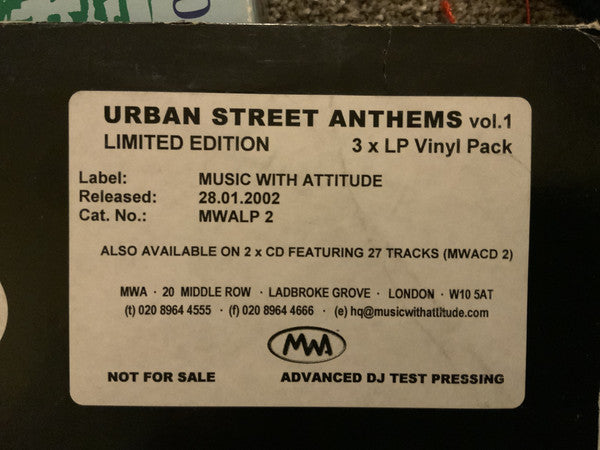 URBAN STREET ANTHEMS vol.1
LIMITED EDITION 3 x LP Vinyl Pack
Label: MUSIC WITH ATTITUDE
Released: 28.01.2002
Cat. No.: MWALP 2
ALSO AVAILABLE ON 2 x CD FEATURING 27 TRACKS (MWACD 2)
MWA · 20 MIDDLE ROW · LADBROKE GROVE · LONDON · W10 5AT
(t) 020 8964 4555 · (f) 020 8964 4666 · (e) hq@musicwithattitude.com
MWA
NOT FOR SALE ADVANCED DJ TEST PRESSING